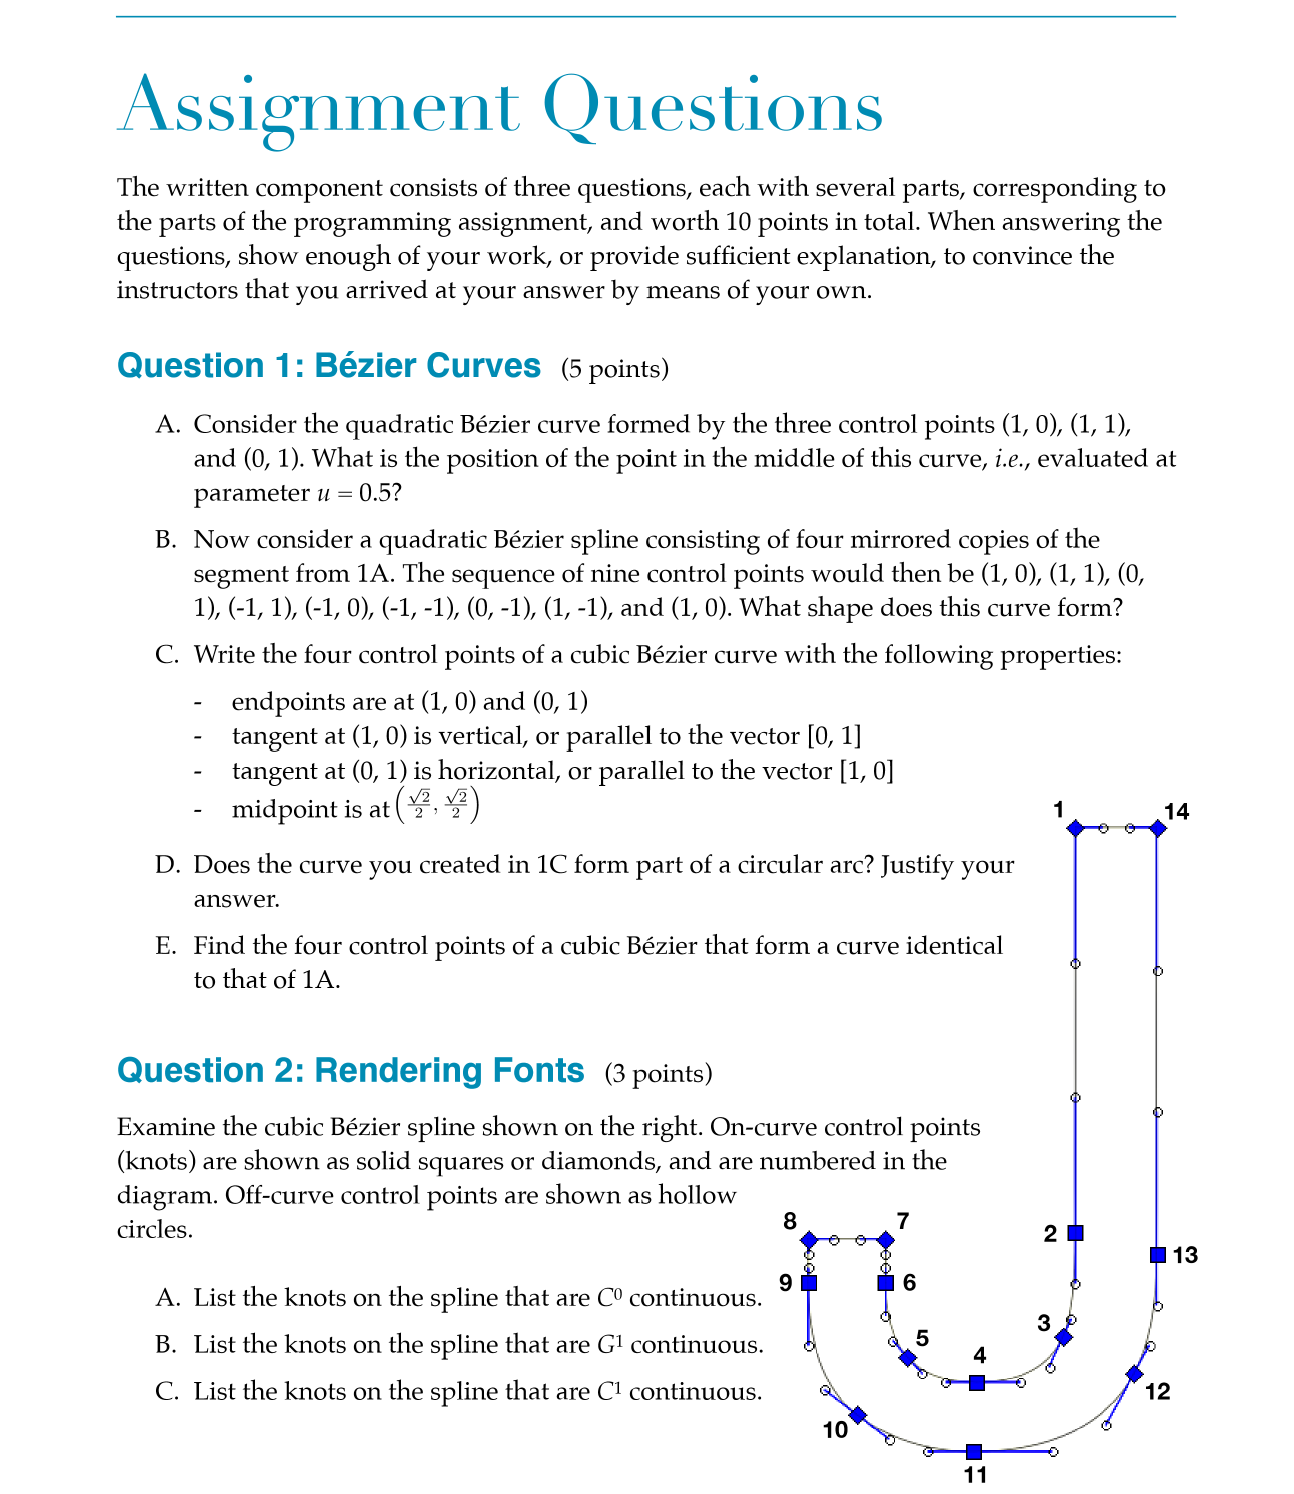 Assignment Questions
The written component consists of three questions, each with several parts, corresponding to
the parts of the programming assignment, and worth 10 points in total. When answering the
questions, show enough of your work, or provide sufficient explanation, to convince the
instructors that you arrived at your answer by means of your own.
Question 1: Bézier Curves (5 points)
A. Consider the quadratic Bézier curve formed by the three control points (1, 0), (1, 1),
and (0, 1). What is the position of the point in the middle of this curve, i.e., evaluated at
parameter u = 0.5?
B. Now consider a quadratic Bézier spline consisting of four mirrored copies of the
segment from 1A. The sequence of nine control points would then be (1, 0), (1, 1), (0,
1), (-1, 1), (-1, 0), (-1, -1), (0, -1), (1, -1), and (1, 0). What shape does this curve form?
C. Write the four control points of a cubic Bézier curve with the following properties:
- endpoints are at (1, 0) and (0, 1)
- tangent at (1, 0) is vertical, or parallel to the vector [0, 1]
- tangent at (0, 1) is horizontal, or parallel to the vector [1, 0]
- midpoint is at (√2/2, √2/2)
D. Does the curve you created in 1C form part of a circular arc? Justify your
answer.
E. Find the four control points of a cubic Bézier that form a curve identical
to that of 1A.
Question 2: Rendering Fonts (3 points)
Examine the cubic Bézier spline shown on the right. On-curve control points
(knots) are shown as solid squares or diamonds, and are numbered in the
diagram. Off-curve control points are shown as hollow
circles.
A. List the knots on the spline that are C⁰ continuous.
B. List the knots on the spline that are G¹ continuous.
C. List the knots on the spline that are C¹ continuous.
1 14
8 7
2 13
9 6
3
5
4
12
10
11